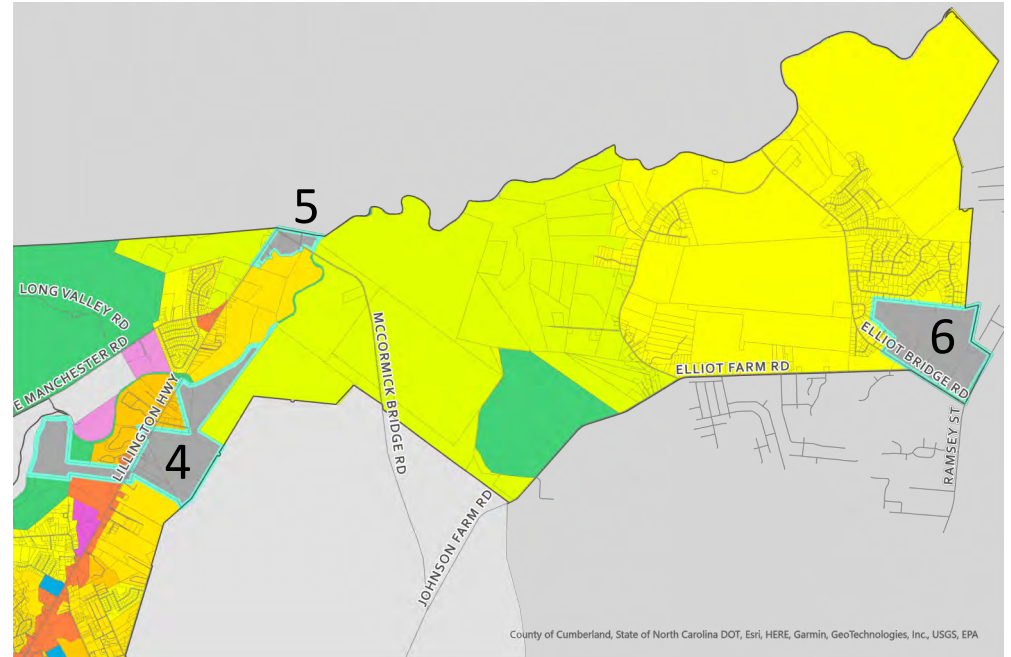 5
LONG VALLEY RD
E MANCHESTER RD
LILLINGTON HWY
MCCORMICK BRIDGE RD
6
ELLIOT BRIDGE RD
ELLIOT FARM RD
RAMSEY ST
4
JOHNSON FARM RD
County of Cumberland, State of North Carolina DOT, Esri, HERE, Garmin, GeoTechnologies, Inc., USGS, EPA